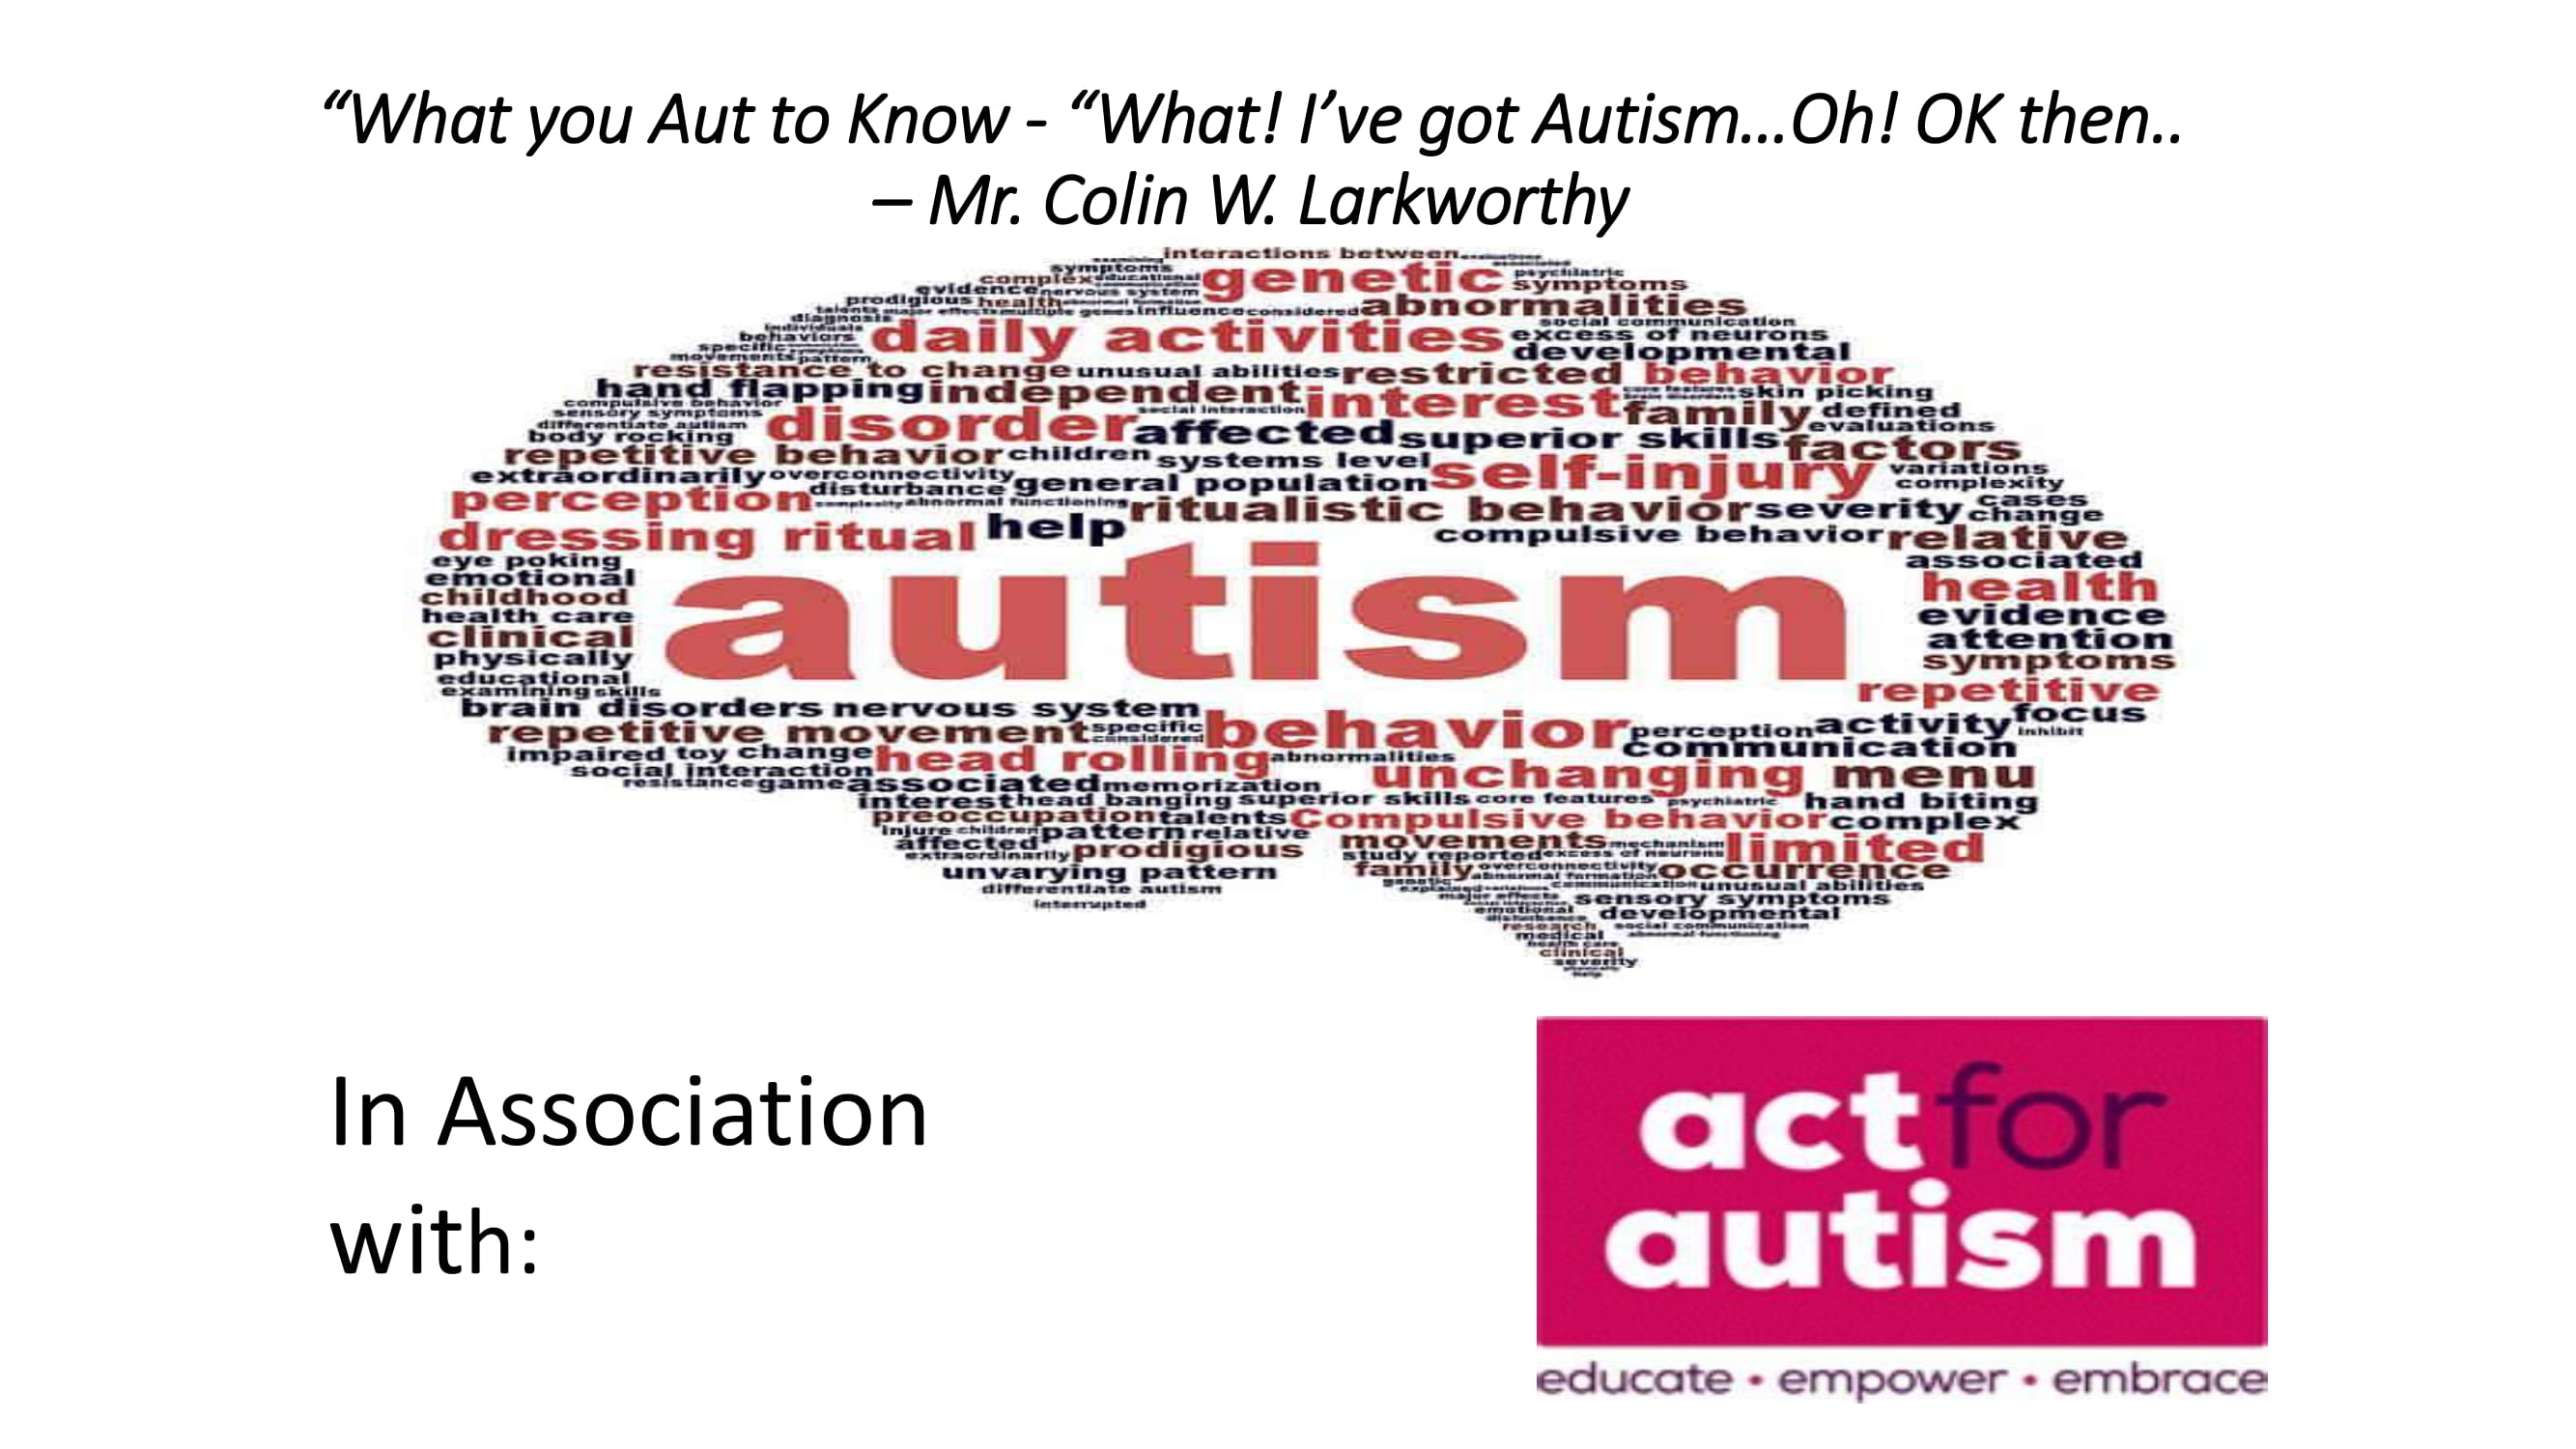 “What you Aut to Know - “What! I’ve got Autism...Oh! OK then..
– Mr. Colin W. Larkworthy
interactions between
symptoms genetic psychiatric
complex educational symptoms
evidence nervous system
prodigious health abnormalities
talents major effects multiple genes influence considered
diagnosis social communication
individuals daily activities excess of neurons
behaviors developmental
specific
movements pattern
resistance to change unusual abilities restricted behavior
hand flapping independent interest skin picking
compulsive behavior social interaction family defined
sensory symptoms disorder affected superior skills evaluations
differentiate autism factors
body rocking
repetitive behavior children systems level self-injury variations
extraordinarily overconnectivity general population complexity
perception disturbance abnormal functioning ritualistic behavior severity cases
change
dressing ritual help compulsive behavior relative
eye poking associated
emotional health
childhood autism evidence
health care attention
clinical symptoms
physically repetitive
educational
examining skills
brain disorders nervous system behavior focus
repetitive movement specific perception activity inhibit
considered communication
impaired toy change head rolling abnormalities
social interaction unchanging menu
resistance game associated memorization
interest head banging superior skills core features psychiatric hand biting
preoccupation talents Compulsive behavior complex
injure children pattern relative movements mechanism limited
affected prodigious study reported excess of neurons
extraordinarily family overconnectivity occurrence
unvarying pattern abnormal formation
differentiate autism genetic communication unusual abilities
interrupted explained variations
major effects sensory symptoms
emotional developmental
disturbance
research social communication
medical abnormal functioning
health care
clinical
severity
help
In Association
with:
act for
autism
educate • empower • embrace